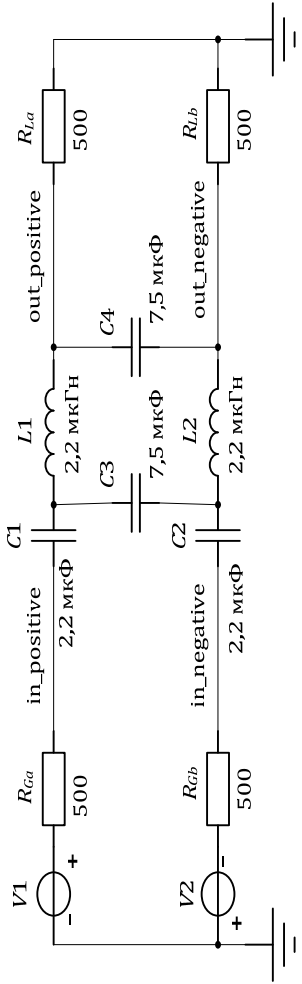 V1
+
−
R_Ga
500
in_positive
C1
2,2 мкФ
L1
2,2 мкГн
out_positive
R_La
500
C3
7,5 мкФ
C4
7,5 мкФ
V2
−
+
R_Gb
500
in_negative
C2
2,2 мкФ
L2
2,2 мкГн
out_negative
R_Lb
500